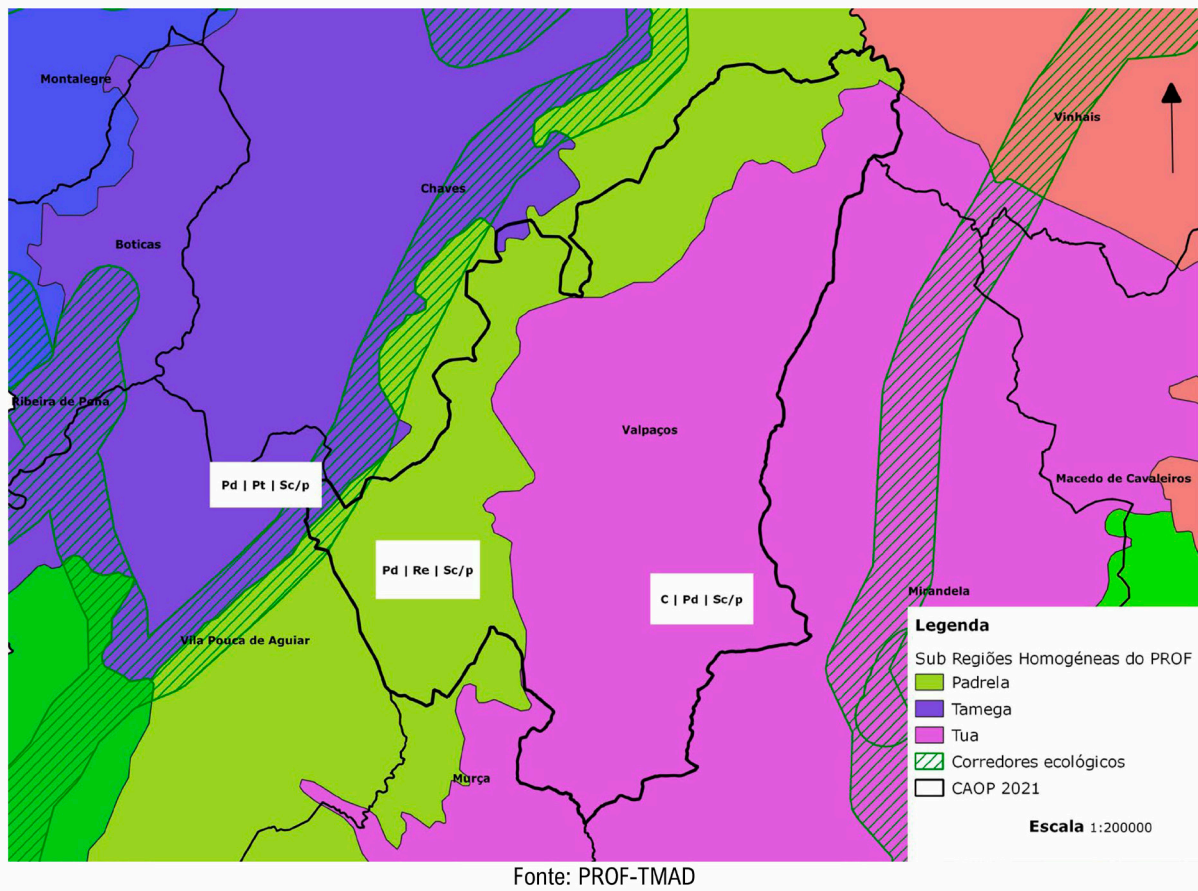 Montalegre
Vinhais
Chaves
Boticas
Ribeira de Pena
Valpaços
Macedo de Cavaleiros
Pd | Pt | Sc/p
Pd | Re | Sc/p
C | Pd | Sc/p
Mirandela
Vila Pouca de Aguiar
Murça
Legenda
Sub Regiões Homogéneas do PROF
Padrela
Tamega
Tua
Corredores ecológicos
CAOP 2021
Escala 1:200000
Fonte: PROF-TMAD